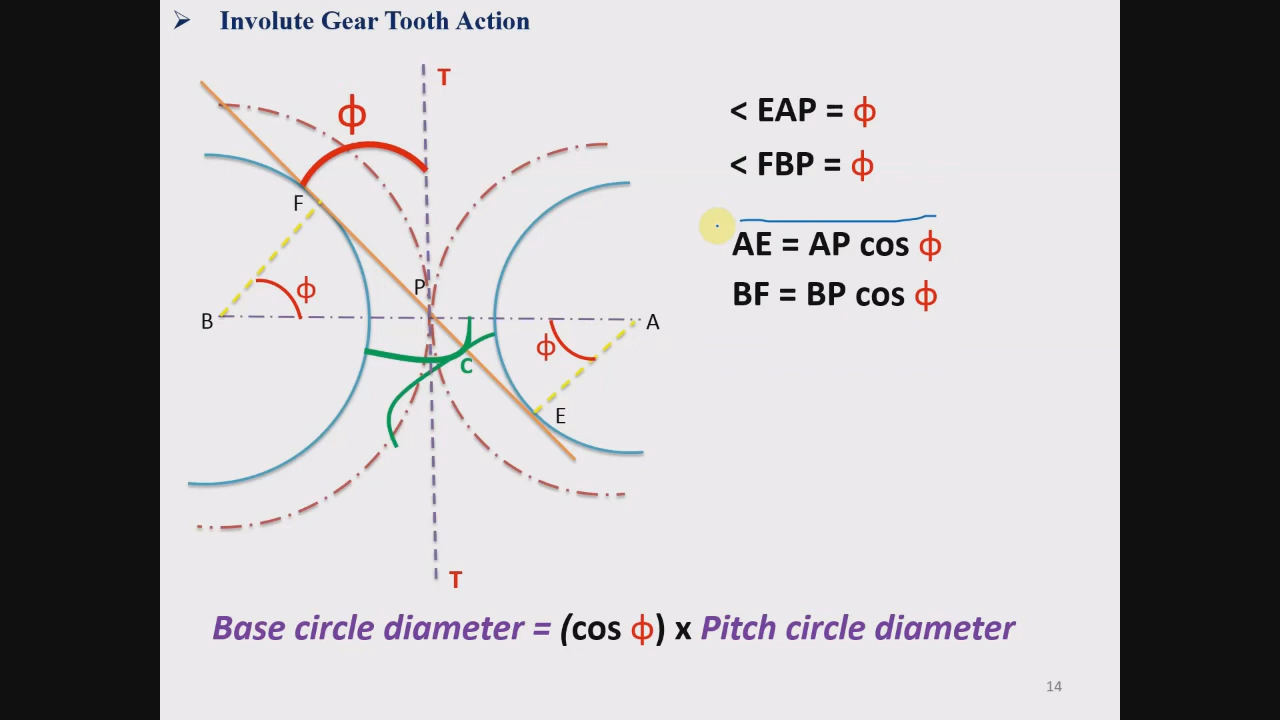 ➢ Involute Gear Tooth Action
T
ϕ
< EAP = ϕ
< FBP = ϕ
F
AE = AP cos ϕ
BF = BP cos ϕ
P
ϕ
B
A
ϕ
C
E
T
Base circle diameter = (cos ϕ) x Pitch circle diameter
14